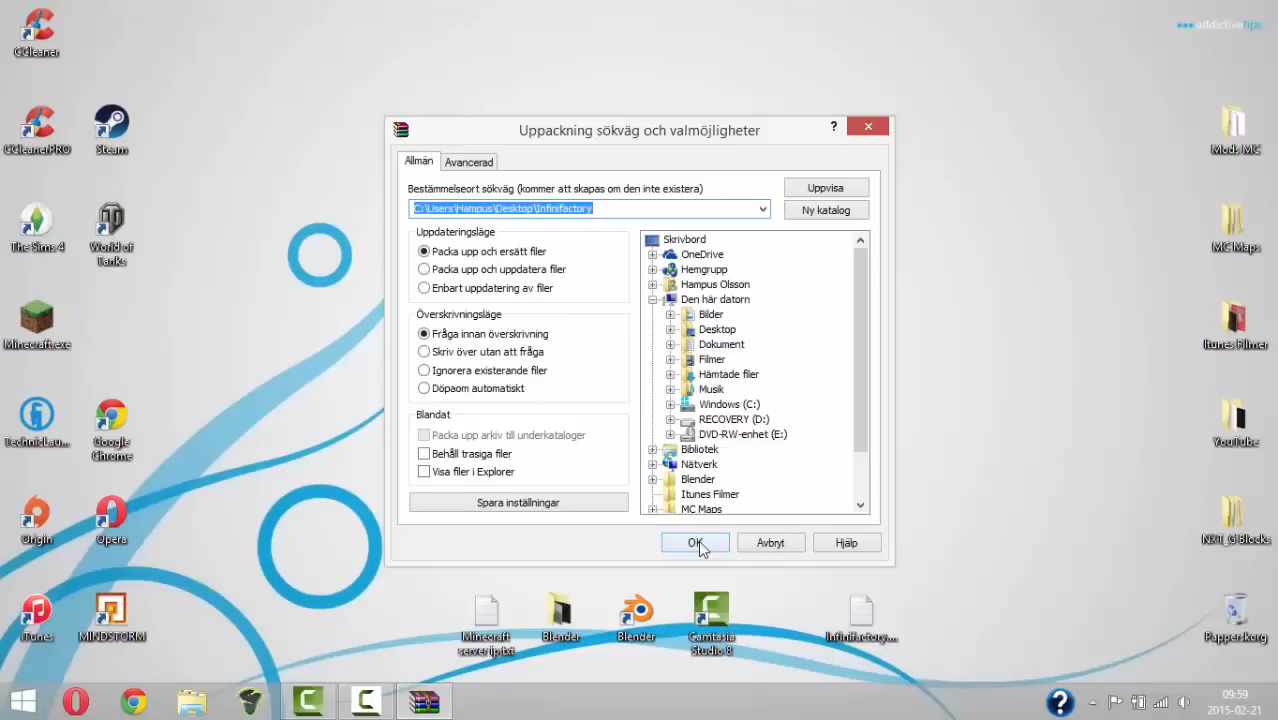 addictivetips
CCleaner
CCleanerPRO
Steam
The Sims 4
World of
Tanks
Minecraft.exe
TechnicLau...
Google
Chrome
Origin
Opera
iTunes
MINDSTORM
Uppackning sökväg och valmöjligheter
?
Allmän
Avancerad
Bestämmelseort sökväg (kommer att skapas om den inte existera)
C:\Users\Hampus\Desktop\Infinifactory
Uppvisa
Ny katalog
Uppdateringsläge
Packa upp och ersätt filer
Packa upp och uppdatera filer
Enbart uppdatering av filer
Överskrivningsläge
Fråga innan överskrivning
Skriv över utan att fråga
Ignorera existerande filer
Döpaom automatiskt
Blandat
Packa upp arkiv till underkataloger
Behåll trasiga filer
Visa filer i Explorer
Spara inställningar
Skrivbord
OneDrive
Hemgrupp
Hampus Olsson
Den här datorn
Bilder
Desktop
Dokument
Filmer
Hämtade filer
Musik
Windows (C:)
RECOVERY (D:)
DVD-RW-enhet (E:)
Bibliotek
Nätverk
Blender
Itunes Filmer
MC Maps
OK
Avbryt
Hjälp
Minecraft
server ip.txt
Blender
Blender
Camtasia
Studio 8
Infinifactory....
Mods MC
MC Maps
Itunes Filmer
YouTube
NXT_G Blocks
Papperskorg
09:59
2015-02-21